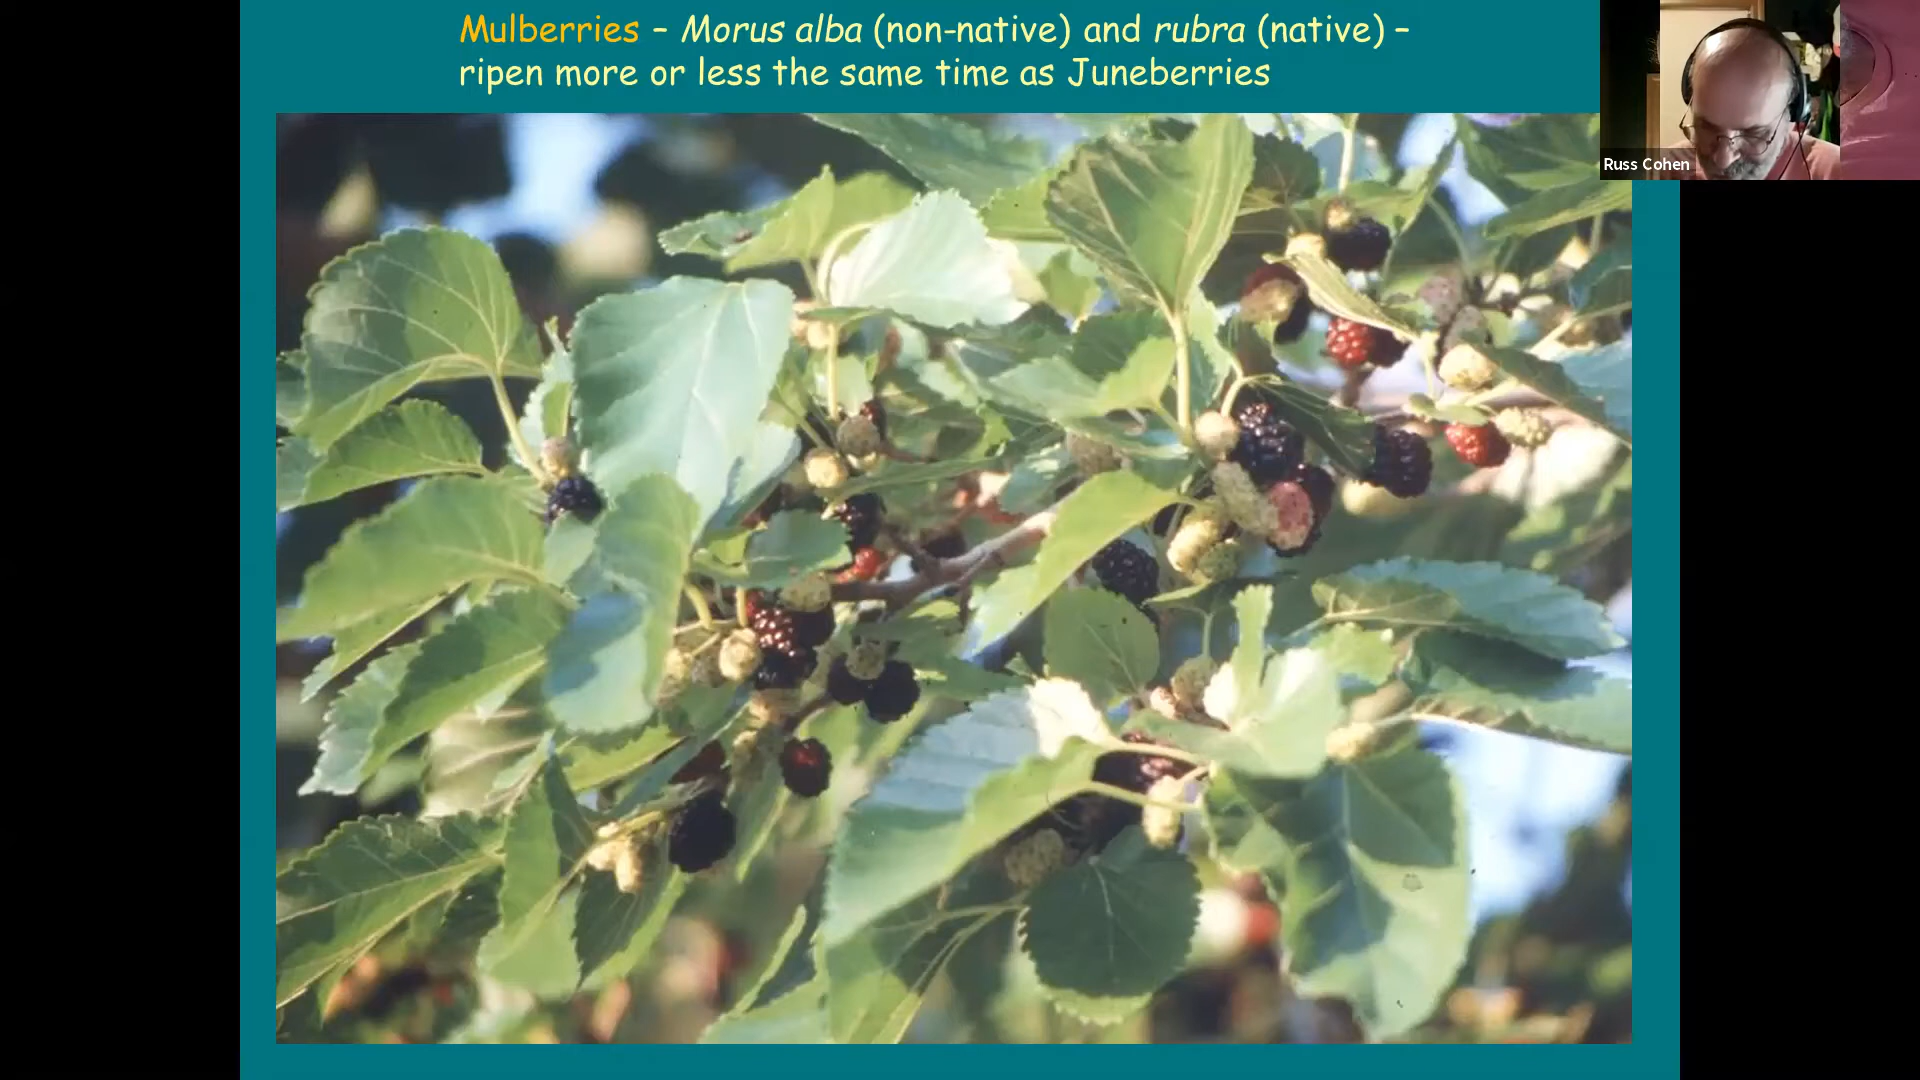 Mulberries – Morus alba (non-native) and rubra (native) –
ripen more or less the same time as Juneberries
Russ Cohen